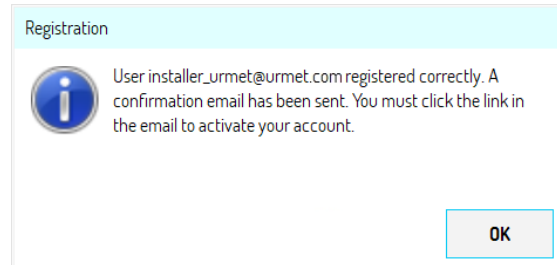 Registration
User installer_urmet@urmet.com registered correctly. A
confirmation email has been sent. You must click the link in
the email to activate your account.
OK